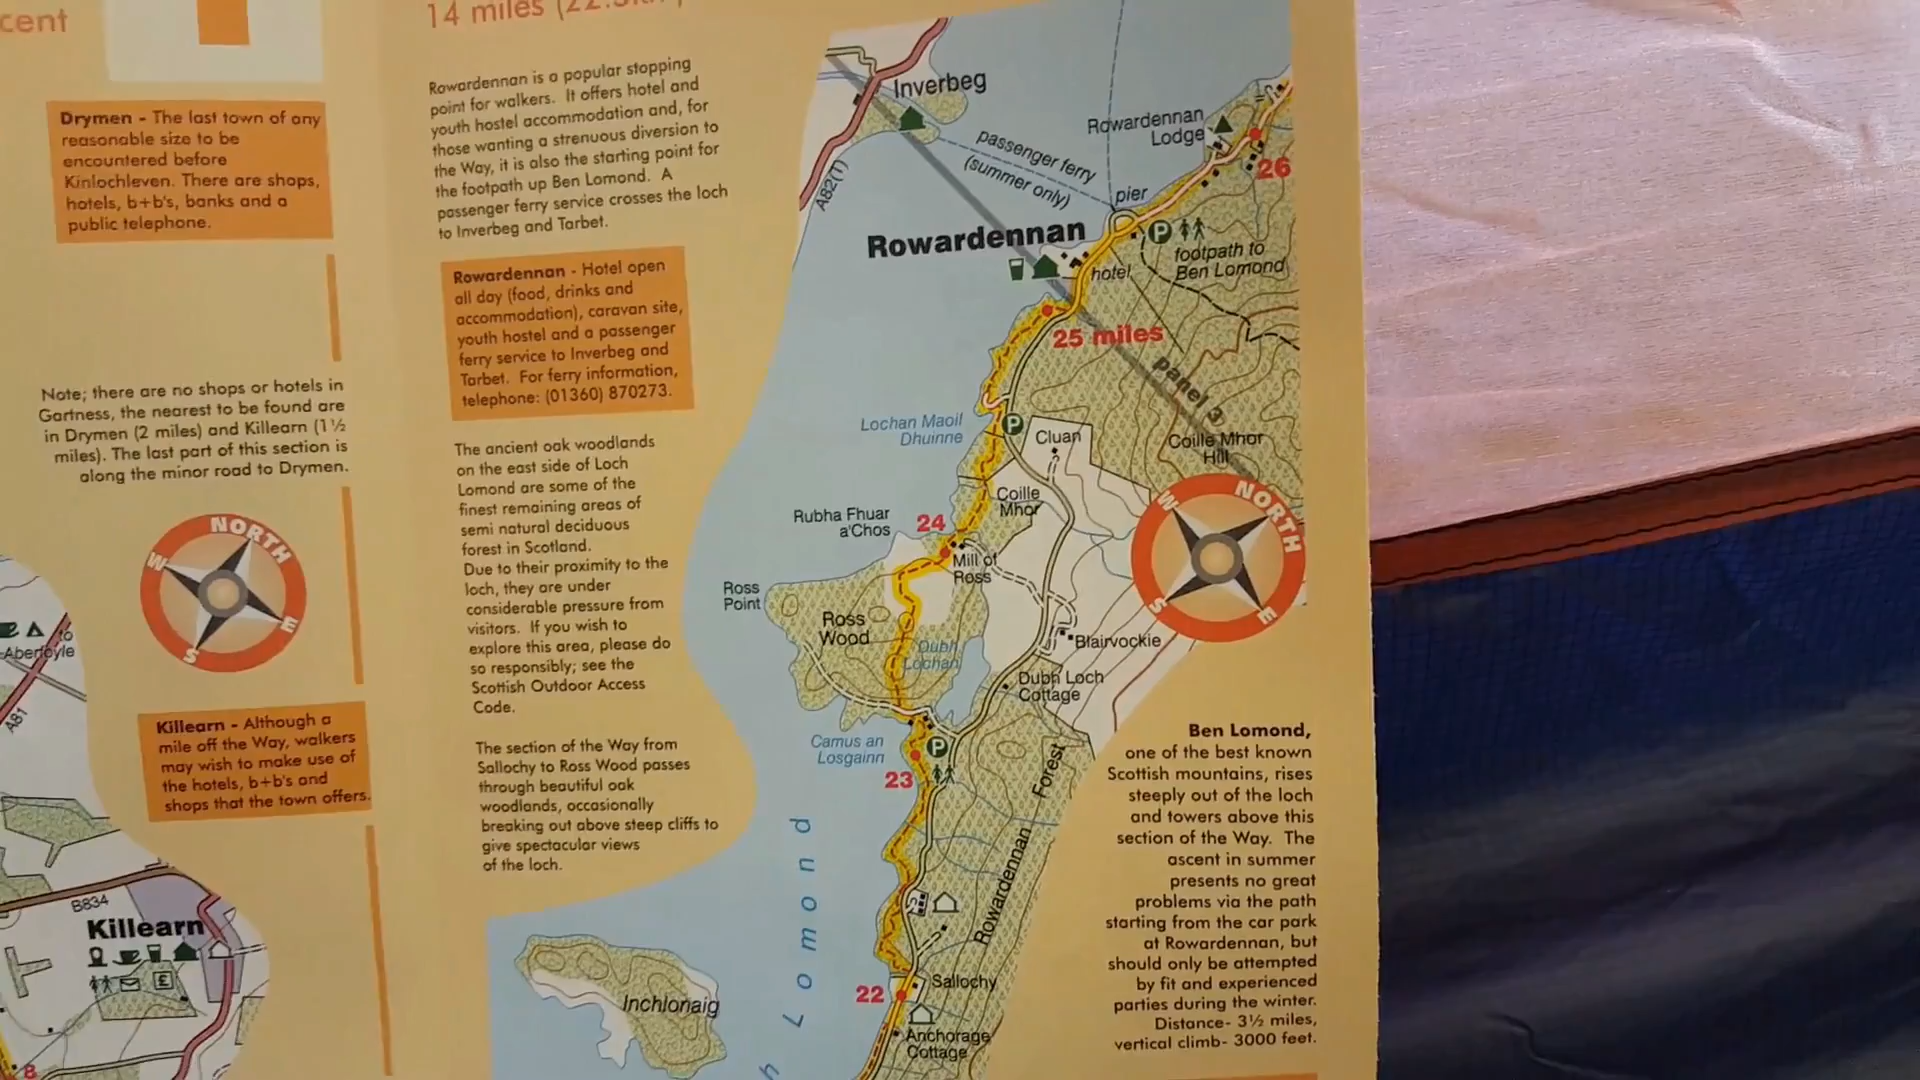 cent
Drymen - The last town of any
reasonable size to be
encountered before
Kinlochleven. There are shops,
hotels, b+b's, banks and a
public telephone.
Note; there are no shops or hotels in
Gartness, the nearest to be found are
in Drymen (2 miles) and Killearn (1½
miles). The last part of this section is
along the minor road to Drymen.
NORTH
W
E
S
to
Aberfoyle
A81
Killearn - Although a
mile off the Way, walkers
may wish to make use of
the hotels, b+b's and
shops that the town offers.
B834
Killearn
£
8
14 miles
Rowardennan is a popular stopping
point for walkers. It offers hotel and
youth hostel accommodation and, for
those wanting a strenuous diversion to
the Way, it is also the starting point for
the footpath up Ben Lomond. A
passenger ferry service crosses the loch
to Inverbeg and Tarbet.
Rowardennan - Hotel open
all day (food, drinks and
accommodation), caravan site,
youth hostel and a passenger
ferry service to Inverbeg and
Tarbet. For ferry information,
telephone: (01360) 870273.
The ancient oak woodlands
on the east side of Loch
Lomond are some of the
finest remaining areas of
semi natural deciduous
forest in Scotland.
Due to their proximity to the
loch, they are under
considerable pressure from
visitors. If you wish to
explore this area, please do
so responsibly; see the
Scottish Outdoor Access
Code.
The section of the Way from
Sallochy to Ross Wood passes
through beautiful oak
woodlands, occasionally
breaking out above steep cliffs to
give spectacular views
of the loch.
Inverbeg
A82(T)
passenger ferry
(summer only)
Rowardennan
Lodge
26
pier
Rowardennan
P
hotel
footpath to
Ben Lomond
25 miles
panel 3
Lochan Maoil
Dhuinne
P
Cluan
Coille Mhor
Hill
Coille
Mhor
Rubha Fhuar
a'Chos
24
Mill of
Ross
NORTH
W
E
S
Ross
Point
Ross
Wood
Dubh
Lochan
Blairvockie
Dubh Loch
Cottage
Camus an
Losgainn
P
23
Rowardennan Forest
Lomond
Inchlonaig
22
Sallochy
Anchorage
Cottage
Ben Lomond,
one of the best known
Scottish mountains, rises
steeply out of the loch
and towers above this
section of the Way. The
ascent in summer
presents no great
problems via the path
starting from the car park
at Rowardennan, but
should only be attempted
by fit and experienced
parties during the winter.
Distance- 3½ miles,
vertical climb- 3000 feet.